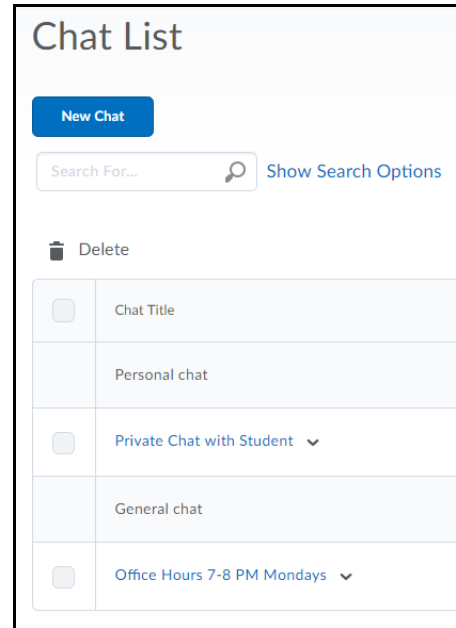 Chat List
New Chat
Search For...
Show Search Options
Delete
Chat Title
Personal chat
Private Chat with Student
General chat
Office Hours 7-8 PM Mondays